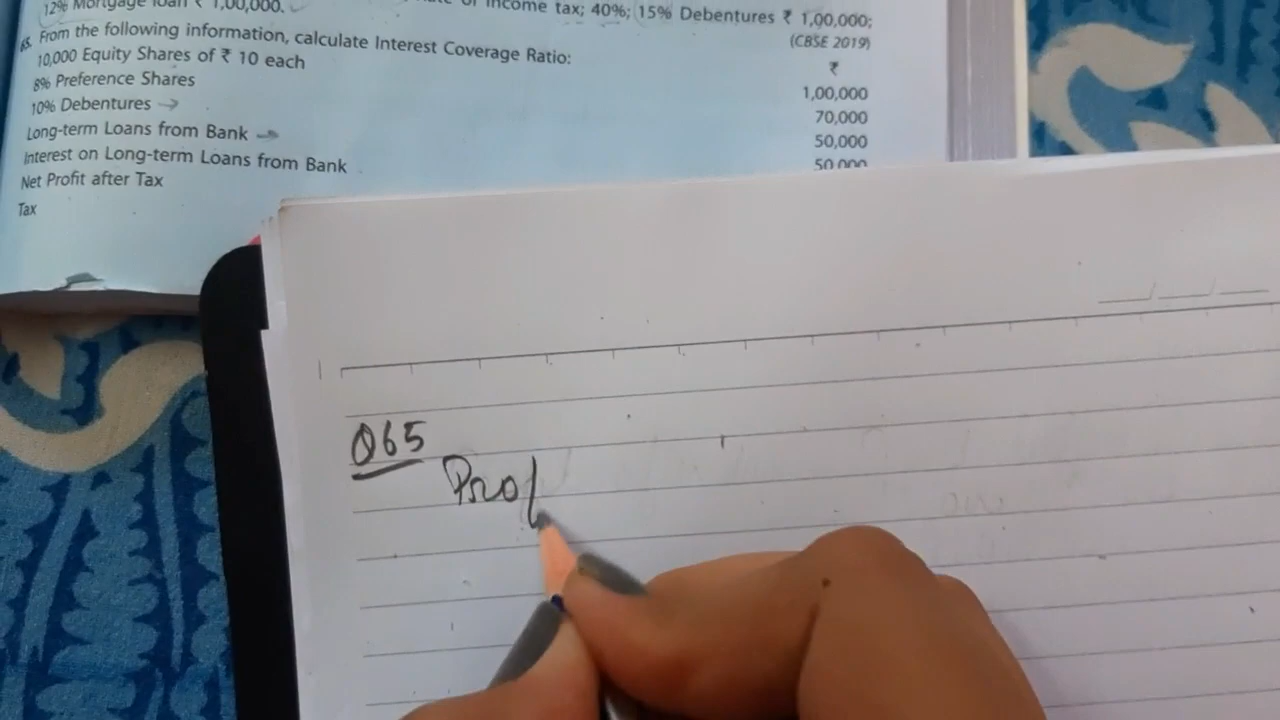 12% Mortgage loan ₹ 1,00,000.
of income tax; 40%; 15% Debentures ₹ 1,00,000;
(CBSE 2019)
65. From the following information, calculate Interest Coverage Ratio:
₹
10,000 Equity Shares of ₹ 10 each 1,00,000
8% Preference Shares 70,000
10% Debentures → 50,000
Long-term Loans from Bank → 50,000
Interest on Long-term Loans from Bank
Net Profit after Tax
Tax
Q65
Prof